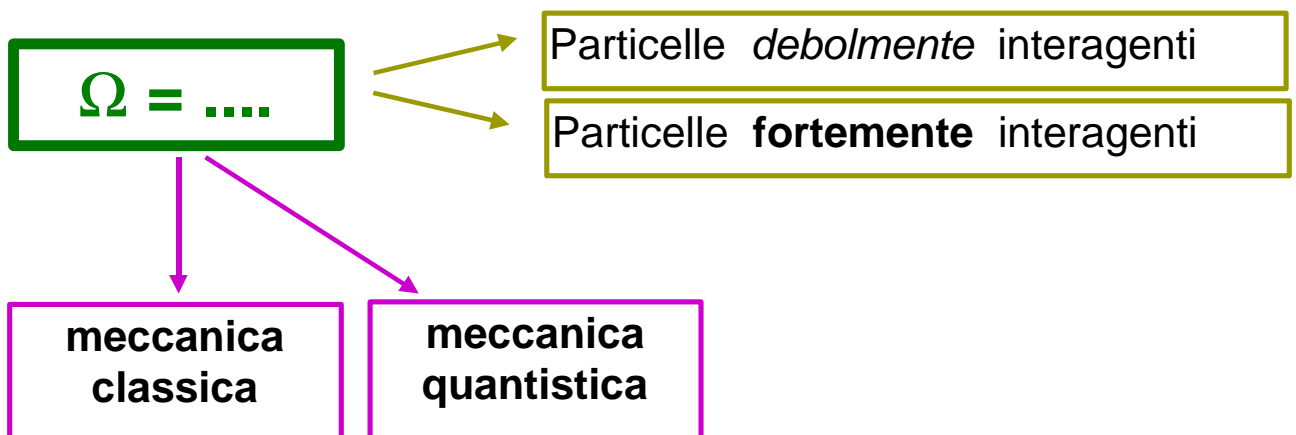 Particelle debolmente interagenti
Ω = ....
Particelle fortemente interagenti
meccanica
classica
meccanica
quantistica